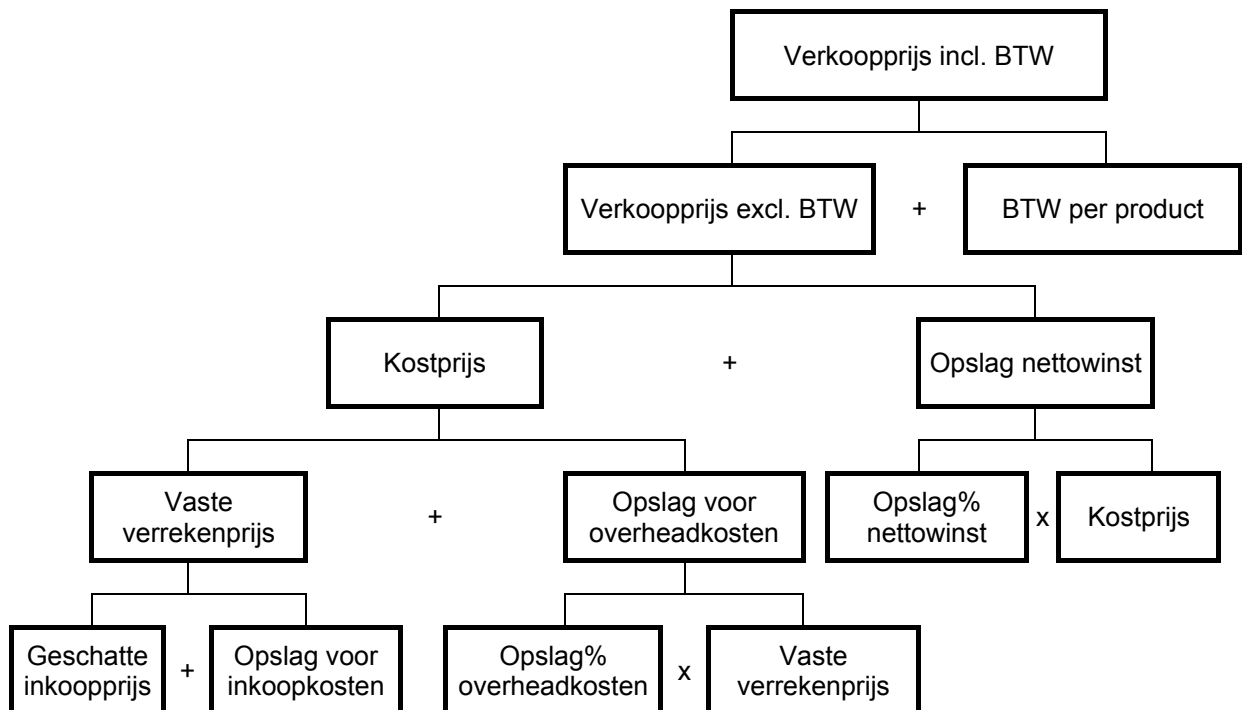 Verkoopprijs incl. BTW
Verkoopprijs excl. BTW + BTW per product
Kostprijs + Opslag nettowinst
Vaste
verrekenprijs
+
Opslag voor
overheadkosten
Opslag%
nettowinst
x
Kostprijs
Geschatte
inkoopprijs
+
Opslag voor
inkoopkosten
Opslag%
overheadkosten
x
Vaste
verrekenprijs